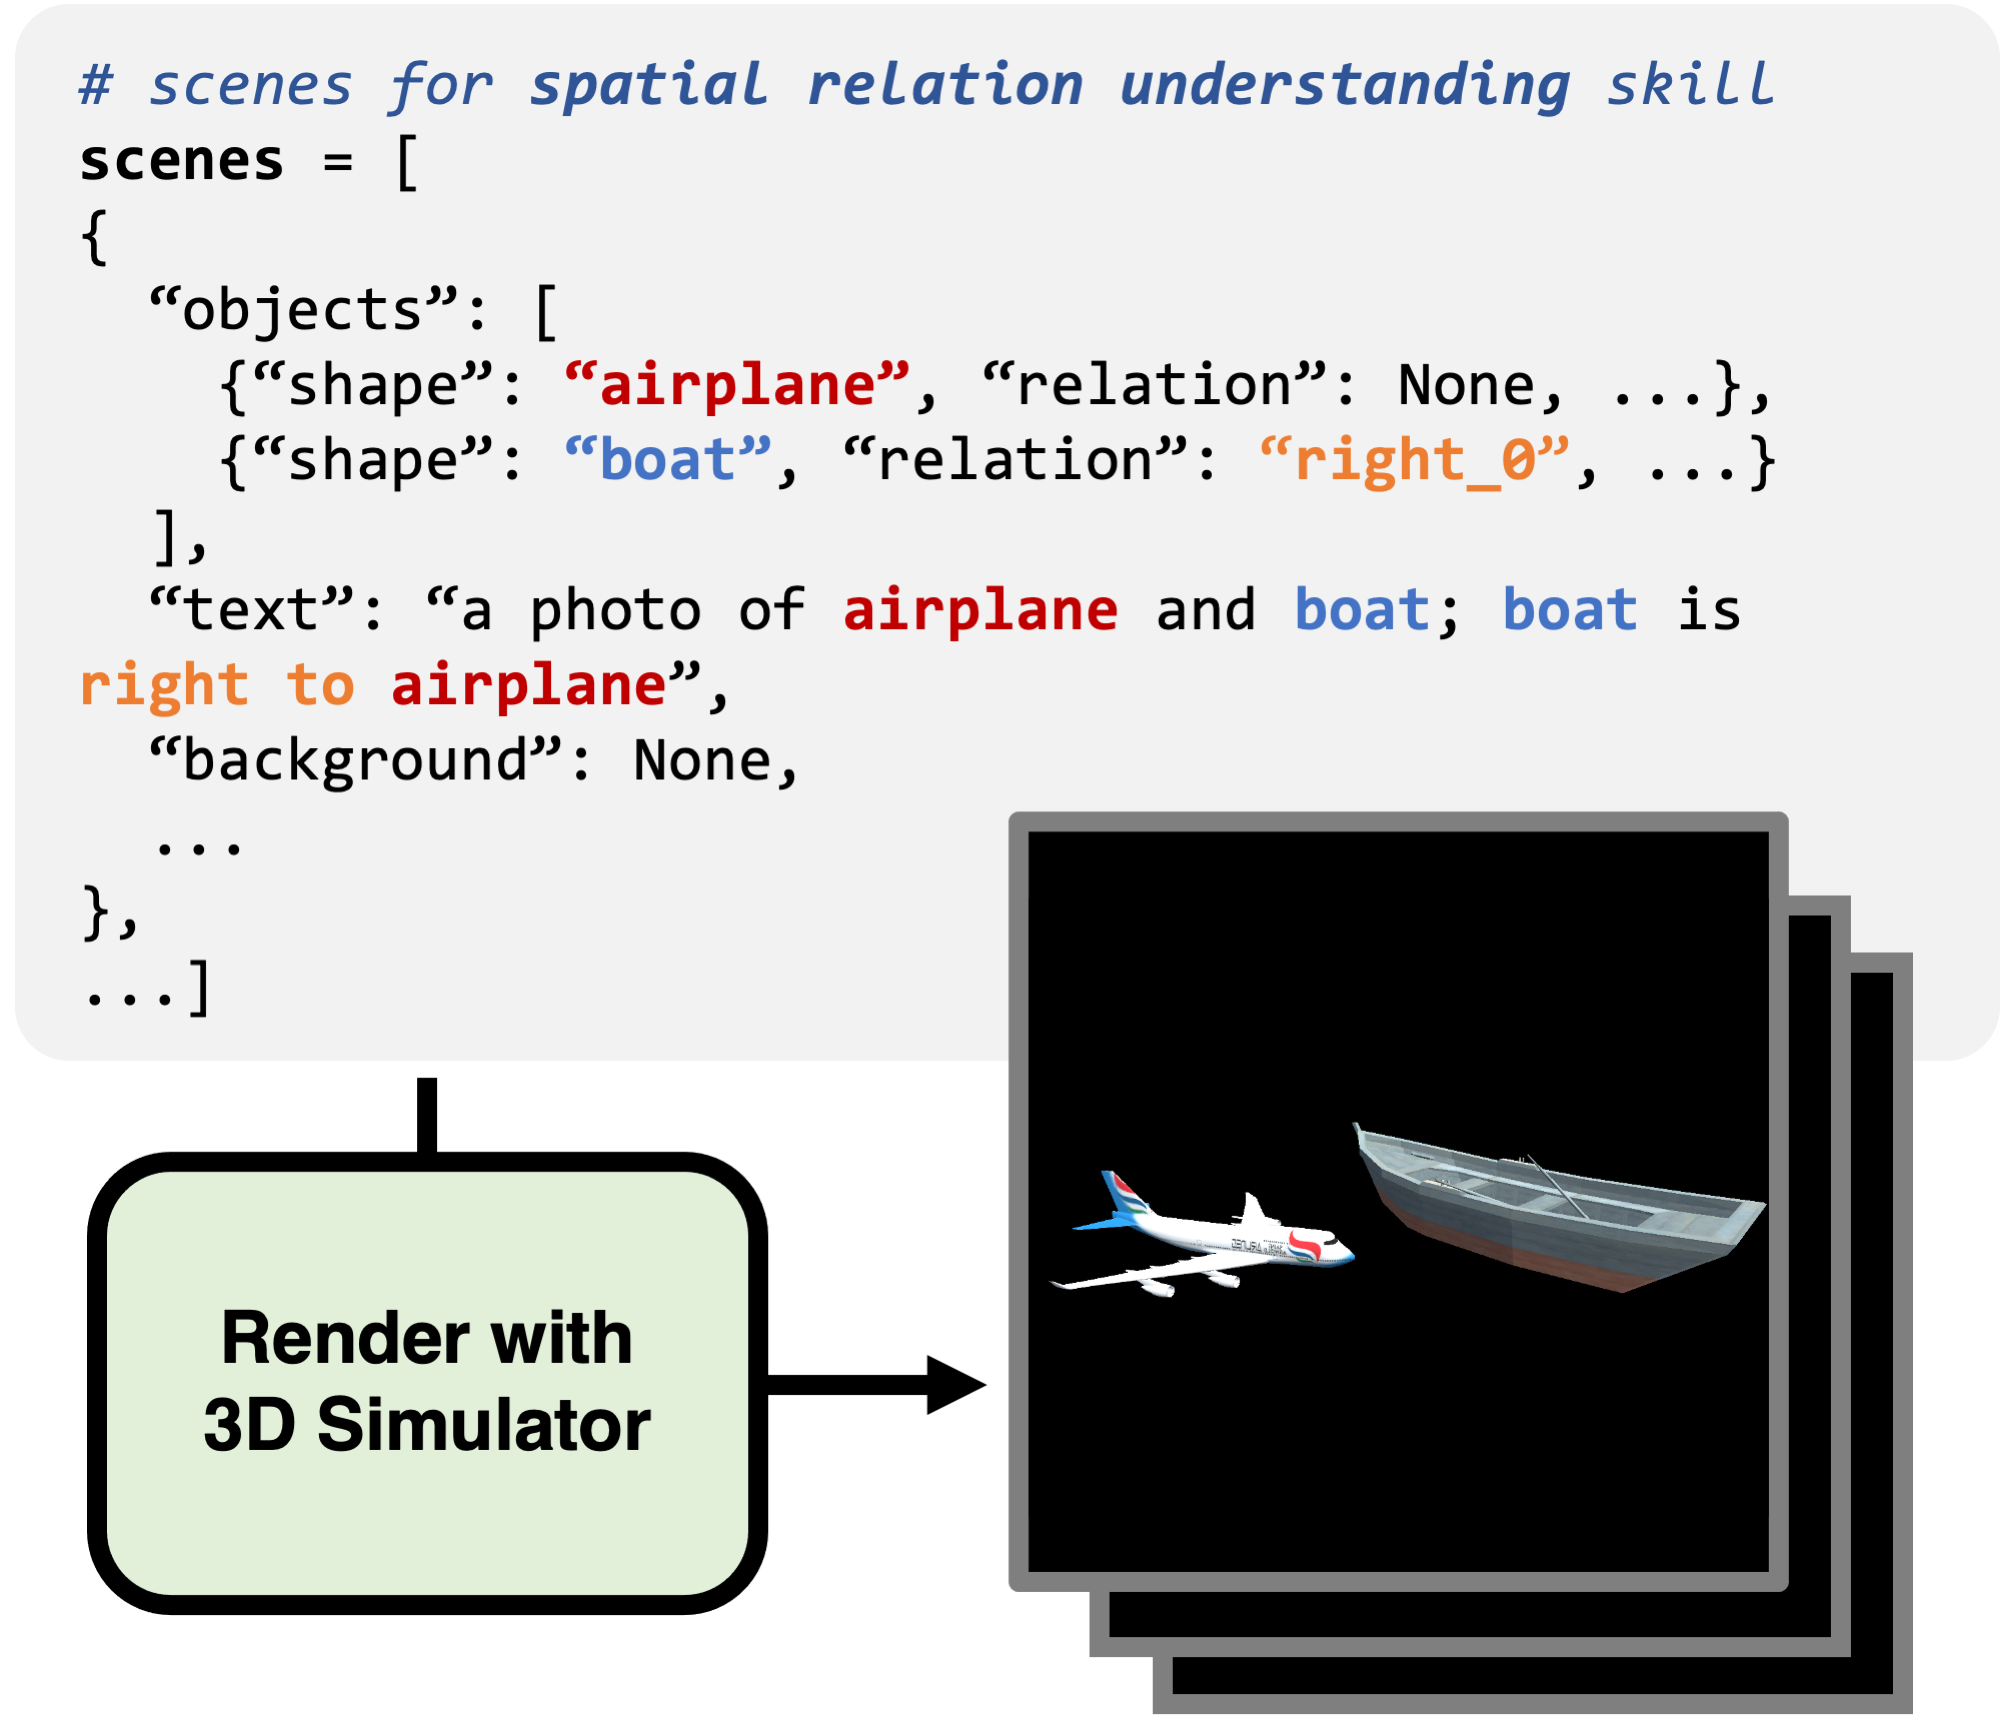 # scenes for spatial relation understanding skill
scenes = [
{
“objects”: [
{“shape”: “airplane”, “relation”: None, ...},
{“shape”: “boat”, “relation”: “right_0”, ...}
],
“text”: “a photo of airplane and boat; boat is
right to airplane”,
“background”: None,
...
},
...]
Render with
3D Simulator